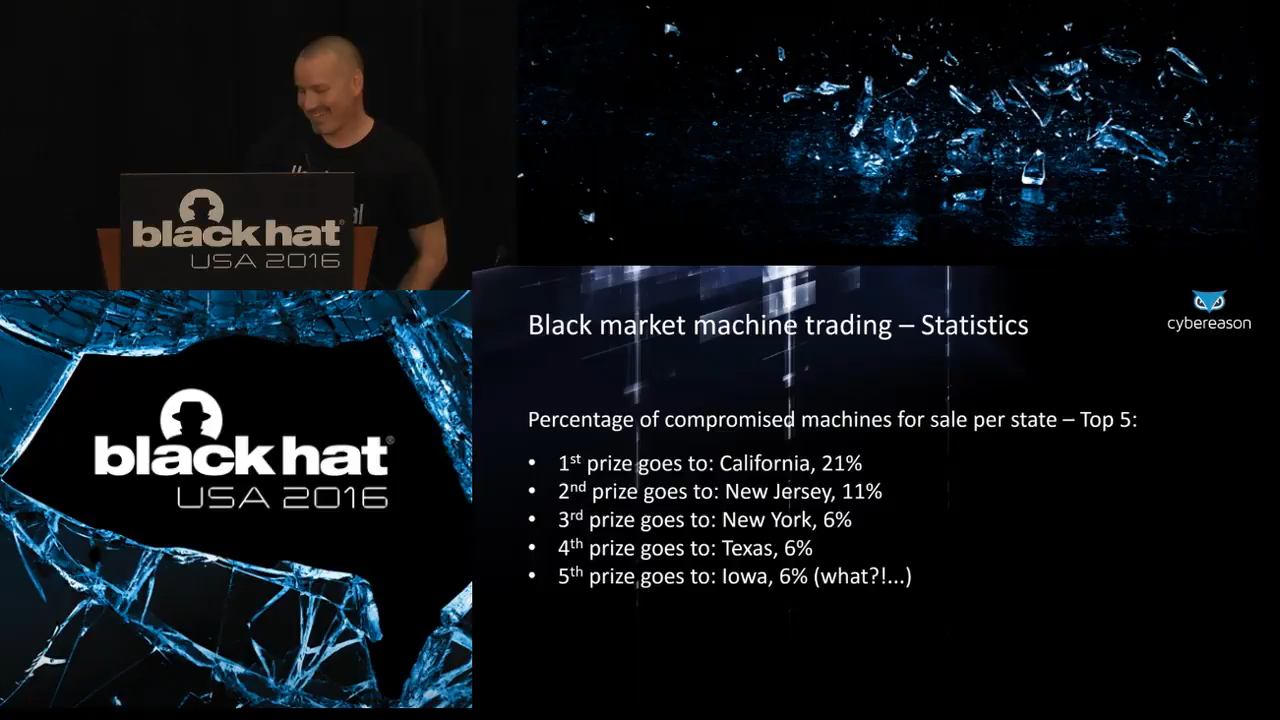 black hat®
USA 2016
black hat®
USA 2016
cybereason
Black market machine trading – Statistics
Percentage of compromised machines for sale per state – Top 5:
• 1st prize goes to: California, 21%
• 2nd prize goes to: New Jersey, 11%
• 3rd prize goes to: New York, 6%
• 4th prize goes to: Texas, 6%
• 5th prize goes to: Iowa, 6% (what?!...)